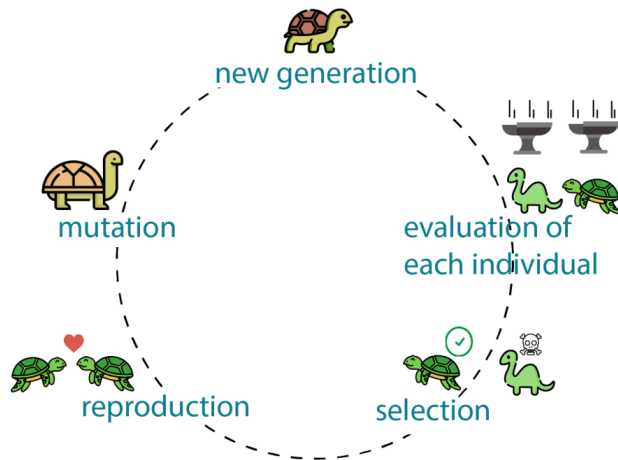 new generation
evaluation of
each individual
selection
reproduction
mutation